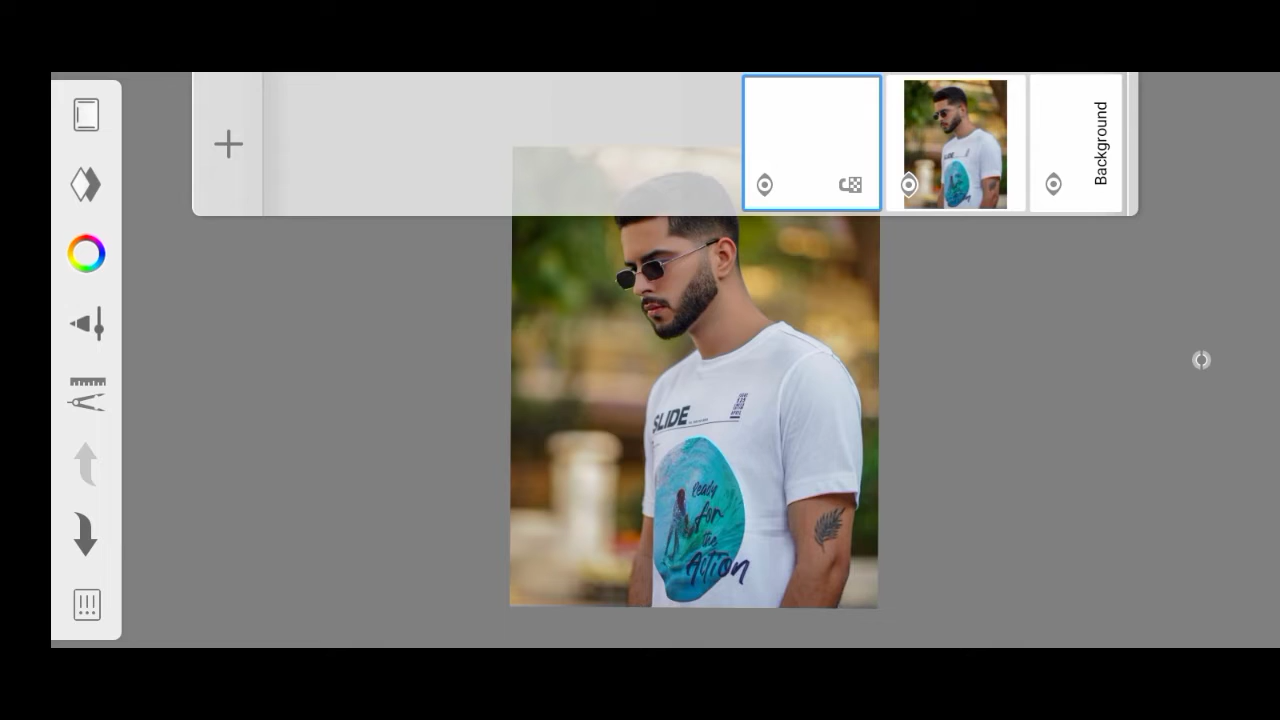 Background
SLIDE
Ready
for
the
Action